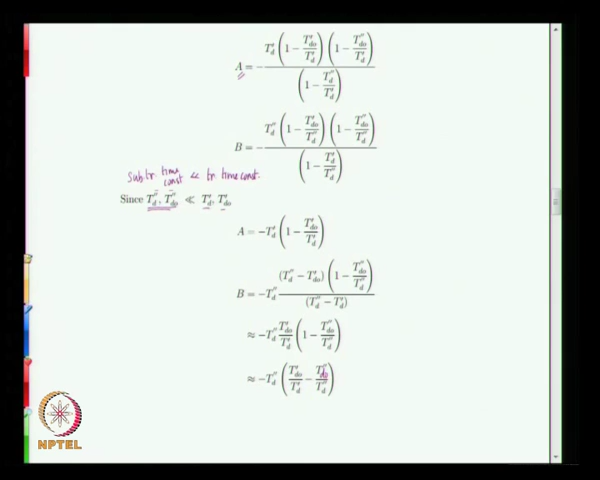 A = - T'_d (1 - T'_do / T'_d) (1 - T''_do / T'_d) / (1 - T''_d / T'_d)
B = - T''_d (1 - T'_do / T''_d) (1 - T''_do / T''_d) / (1 - T'_d / T''_d)
Subtr. time const << tr. time const.
Since T''_d, T''_do ≪ T'_d, T'_do
A = -T'_d (1 - T'_do / T'_d)
B = -T''_d (T''_d - T'_do) (1 - T''_do / T''_d) / (T''_d - T'_d)
≈ -T''_d T'_do / T'_d (1 - T''_do / T''_d)
≈ -T''_d (T'_do / T'_d - T''_do / T''_d)
NPTEL